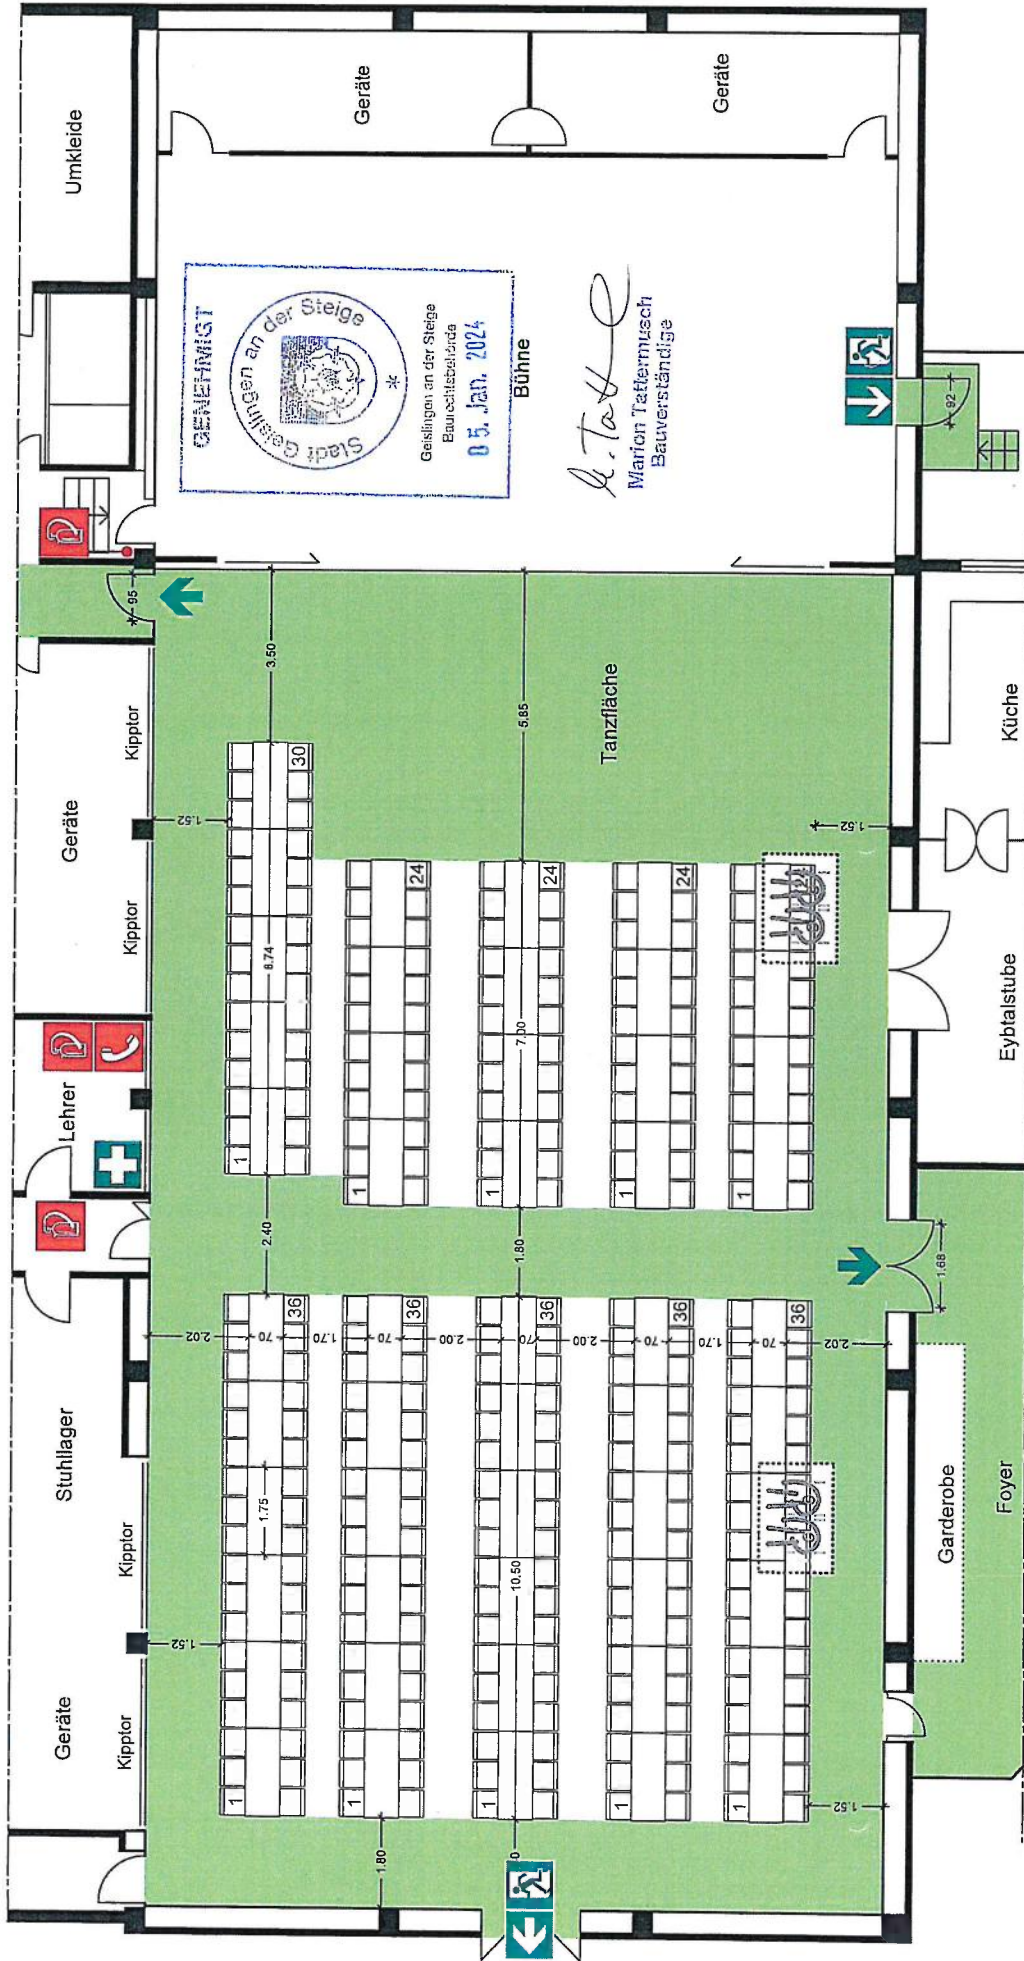 Umkleide
Geräte
Geräte
GENEHMIGT
Stadt Geislingen an der Steige
Geislingen an der Steige
Baurechtsbehörde
05. Jan. 2024
Bühne
Marion Tattermusch
Bauverständige
92
95
3.50
5.85
Tanzfläche
Küche
Kipptor
Geräte
Kipptor
1.52
30
8.74
1
24
1
24
7.00
1
24
1
24
1
1.52
Eybtalstube
Lehrer
2.40
1.80
1.68
Stuhllager
2.02
70
1.70
70
2.00
70
2.00
70
1.70
70
2.02
36
36
36
36
36
1.75
10.50
Kipptor
1.52
Geräte
Kipptor
1
1
1
1
1
1.52
1.80
Garderobe
Foyer